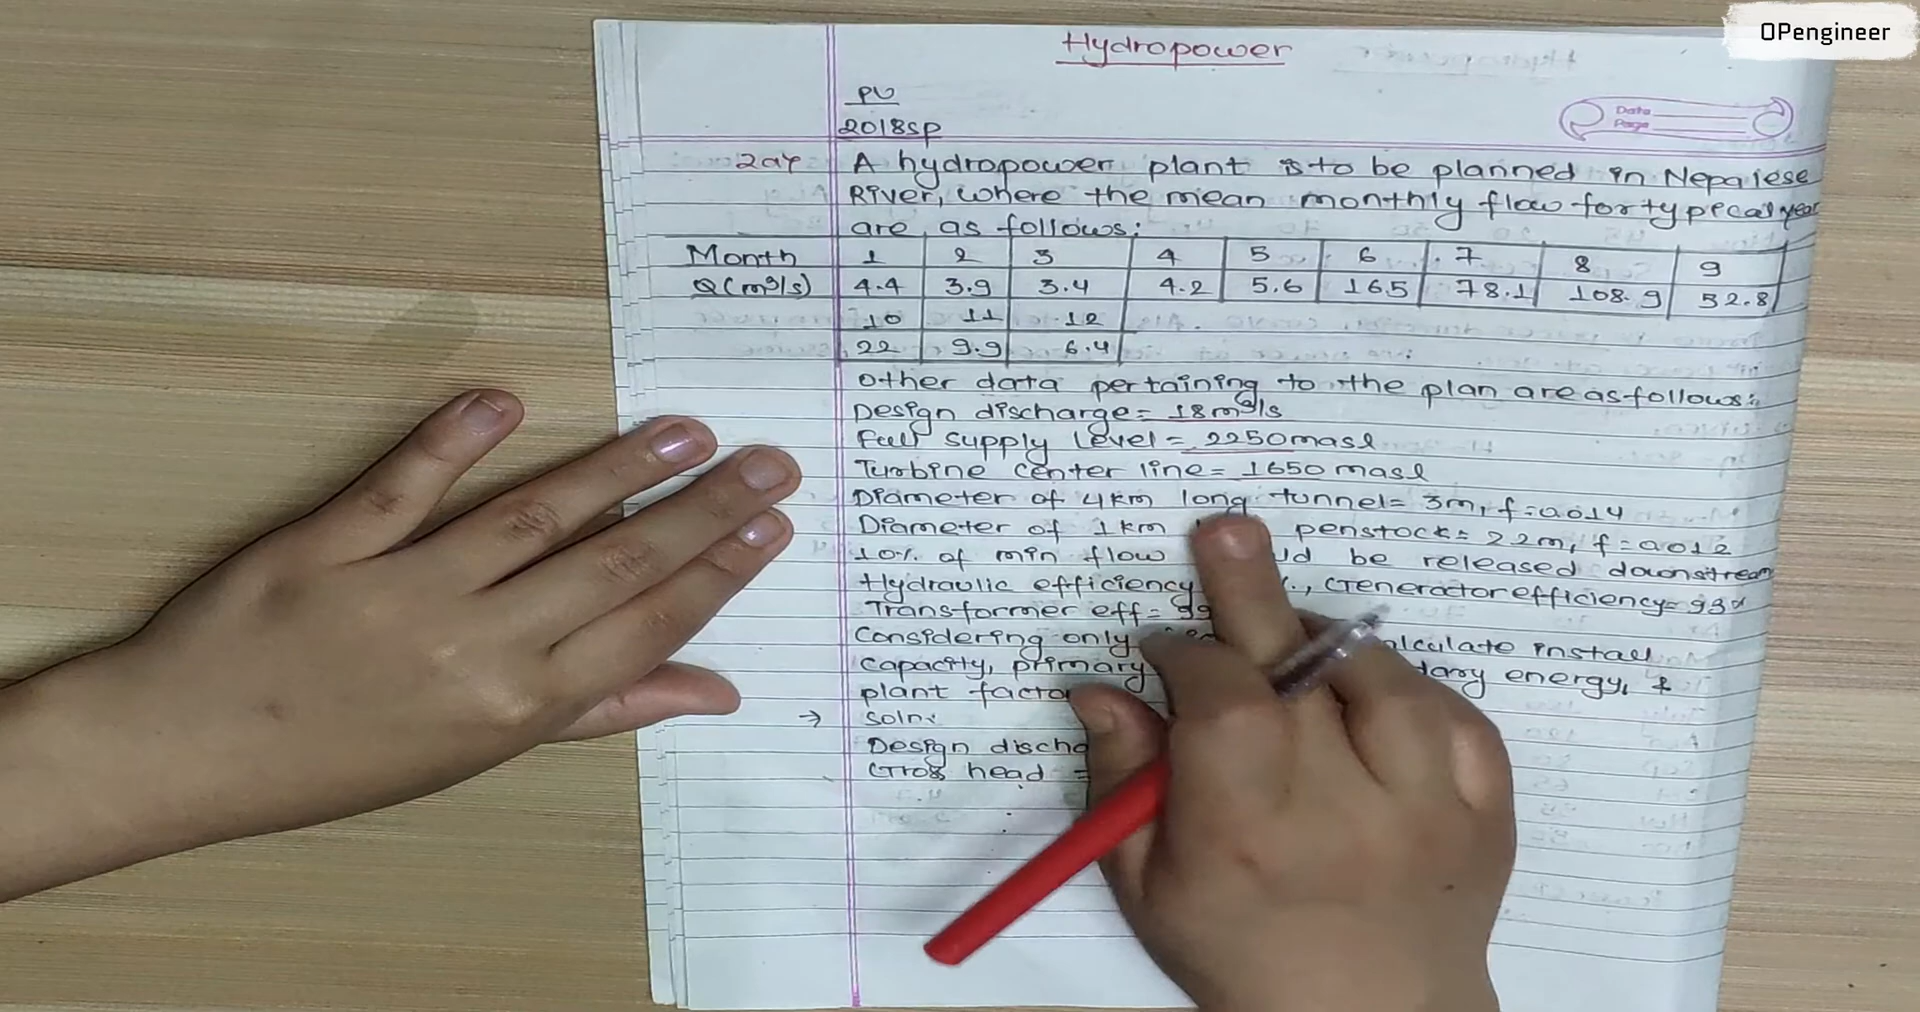 OPengineer
Hydropower
PU
2018sp
Date
Page
2a4 A hydropower plant is to be planned in Nepalese
River, where the mean monthly flow for typical year
are as follows:
Month 1 2 3 4 5 6 7 8 9
Q(m3/s) 4.4 3.9 3.4 4.2 5.6 16.5 78.1 108.9 52.8
10 11 12
22 9.9 6.4
Other data pertaining to the plan are as follows:
Design discharge = 18m3/s
Full supply level = 2250masl
Turbine center line = 1650masl
Diameter of 4km long tunnel = 3m, f=0.014
Diameter of 1km penstock = 2.2m, f=0.012
10% of min flow be released downstream
Hydraulic efficiency , Generator efficiency = 93%
Transformer eff = 99
Considering only install
capacity, primary energy, &
plant
→ soln:
Design
Gross head =